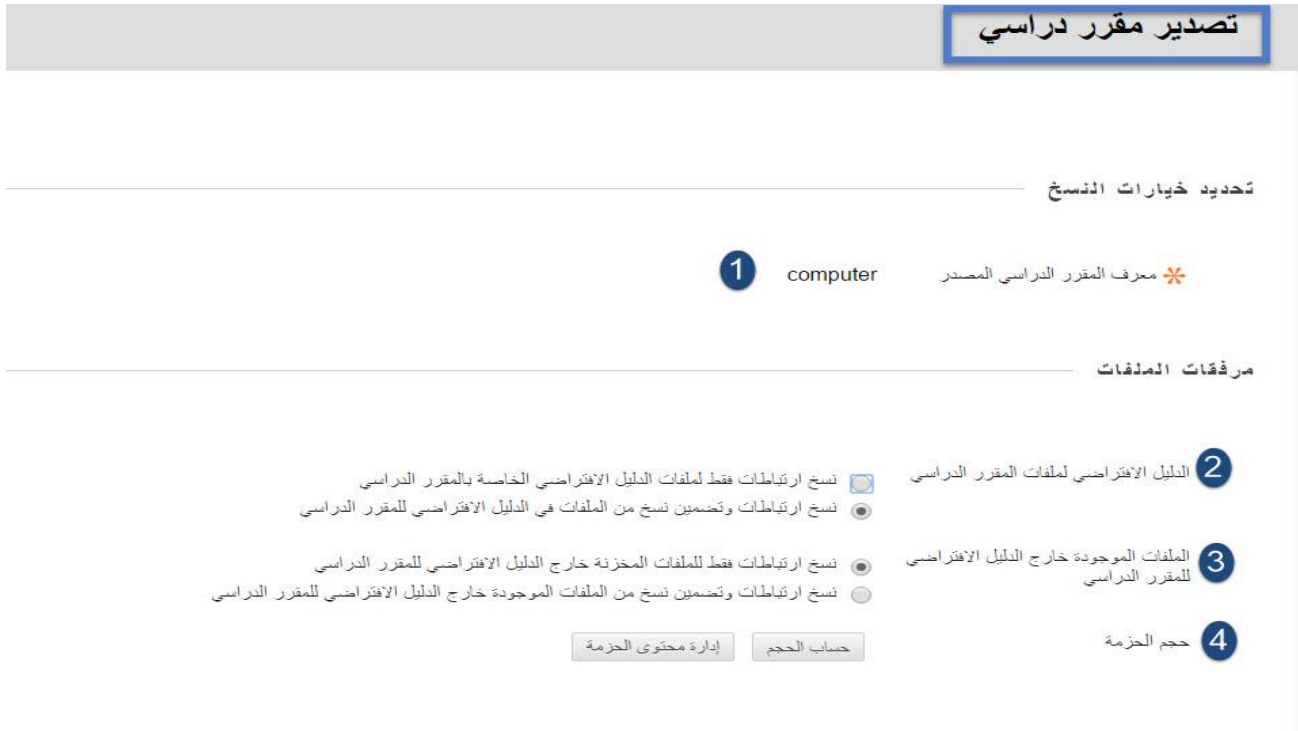 تصدير مقرر دراسي
تحديد خيارات النسخ
معرف المقرر الدراسي المصدر computer 1
مرفقات الملفات
2 الدليل الافتراضي لملفات المقرر الدراسي
نسخ ارتباطات فقط لملفات الدليل الافتراضي الخاصة بالمقرر الدراسي
نسخ ارتباطات وتضمين نسخ من الملفات في الدليل الافتراضي للمقرر الدراسي
3 الملفات الموجودة خارج الدليل الافتراضي
للمقرر الدراسي
نسخ ارتباطات فقط للملفات المخزنة خارج الدليل الافتراضي للمقرر الدراسي
نسخ ارتباطات وتضمين نسخ من الملفات الموجودة خارج الدليل الافتراضي للمقرر الدراسي
4 حجم الحزمة
حساب الحجم إدارة محتوى الحزمة